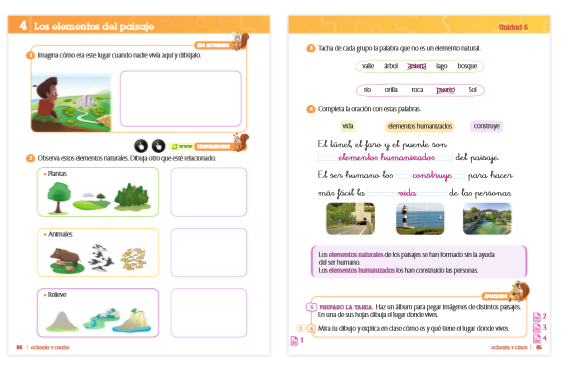 4 Los elementos del paisaje
1 Imagina cómo era este lugar cuando nadie vivía aquí y dibújalo.
2 Observa estos elementos naturales. Dibuja otro que esté relacionado.
• Plantas
• Animales
• Relieve
84 ochenta y cuatro
Unidad 6
3 Tacha de cada grupo la palabra que no es un elemento natural.
valle árbol antena lago bosque
río orilla roca puerto Sol
4 Completa la oración con estas palabras.
vida elementos humanizados construye
El túnel, el faro y el puente son
elementos humanizados del paisaje.
El ser humano los construye para hacer
más fácil la vida de las personas.
Los elementos naturales de los paisajes se han formado sin la ayuda
del ser humano.
Los elementos humanizados los han construido las personas.
5 PREPARO LA TAREA. Haz un álbum para pegar imágenes de distintos paisajes.
En una de sus hojas dibuja el lugar donde vives.
6 Mira tu dibujo y explica en clase cómo es y qué tiene el lugar donde vives.
1
2
3
4
ochenta y cinco 85